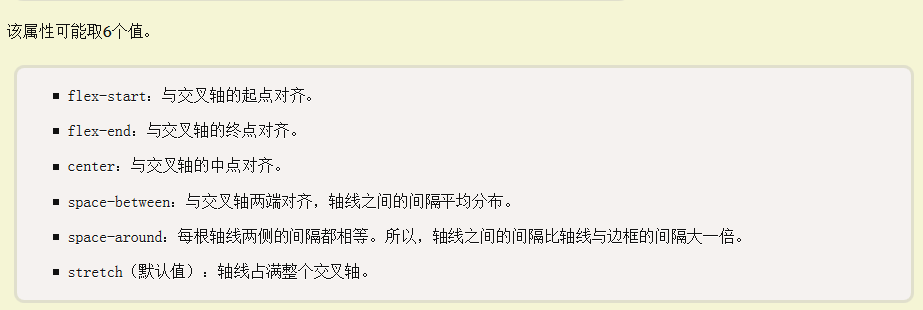 该属性可能取6个值。
flex-start：与交叉轴的起点对齐。
flex-end：与交叉轴的终点对齐。
center：与交叉轴的中点对齐。
space-between：与交叉轴两端对齐，轴线之间的间隔平均分布。
space-around：每根轴线两侧的间隔都相等。所以，轴线之间的间隔比轴线与边框的间隔大一倍。
stretch（默认值）：轴线占满整个交叉轴。